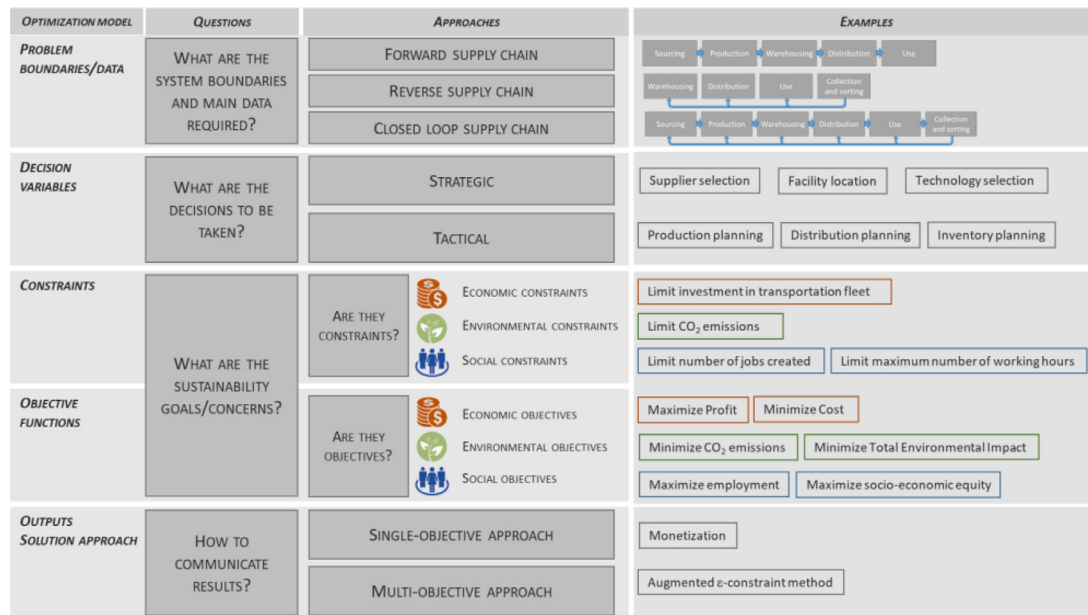 OPTIMIZATION MODEL
QUESTIONS
APPROACHES
EXAMPLES
PROBLEM
BOUNDARIES/DATA
WHAT ARE THE
SYSTEM BOUNDARIES
AND MAIN DATA
REQUIRED?
FORWARD SUPPLY CHAIN
REVERSE SUPPLY CHAIN
CLOSED LOOP SUPPLY CHAIN
Sourcing Production Warehousing Distribution Use
Warehousing Distribution Use Collection
and sorting
Sourcing Production Warehousing Distribution Use Collection
and sorting
DECISION
VARIABLES
WHAT ARE THE
DECISIONS TO BE
TAKEN?
STRATEGIC
TACTICAL
Supplier selection Facility location Technology selection
Production planning Distribution planning Inventory planning
CONSTRAINTS
WHAT ARE THE
SUSTAINABILITY
GOALS/CONCERNS?
ARE THEY
CONSTRAINTS?
ECONOMIC CONSTRAINTS
ENVIRONMENTAL CONSTRAINTS
SOCIAL CONSTRAINTS
Limit investment in transportation fleet
Limit CO₂ emissions
Limit number of jobs created Limit maximum number of working hours
OBJECTIVE
FUNCTIONS
ARE THEY
OBJECTIVES?
ECONOMIC OBJECTIVES
ENVIRONMENTAL OBJECTIVES
SOCIAL OBJECTIVES
Maximize Profit Minimize Cost
Minimize CO₂ emissions Minimize Total Environmental Impact
Maximize employment Maximize socio-economic equity
OUTPUTS
SOLUTION APPROACH
HOW TO
COMMUNICATE
RESULTS?
SINGLE-OBJECTIVE APPROACH
MULTI-OBJECTIVE APPROACH
Monetization
Augmented ε-constraint method